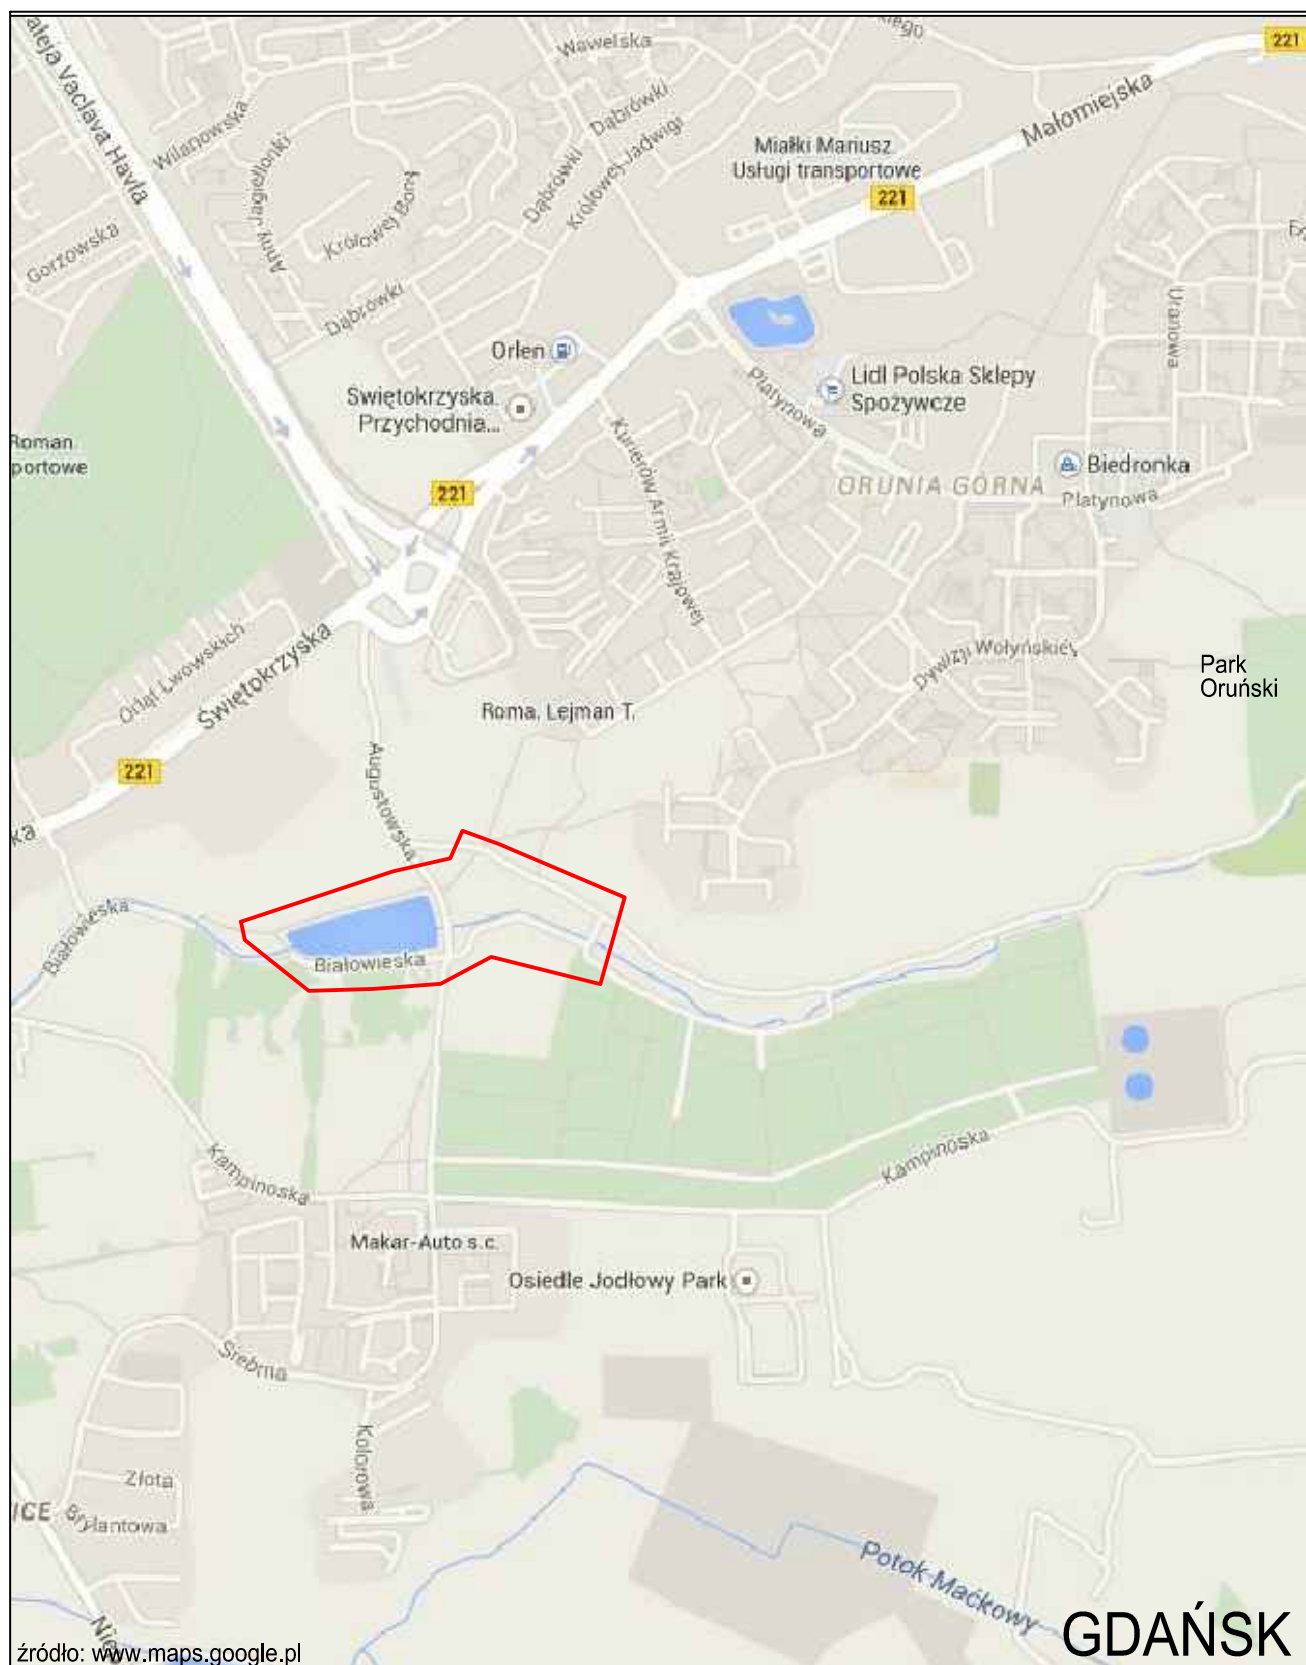 aleja Vaclava Havla
Wawelska
221
Wilanowska
Dąbrówki
Małomiejska
Anny Jagiellonki
Królowej Bony
Dąbrówki
Królowej Jadwigi
Miałki Mariusz
Usługi transportowe
221
Gorzowska
Dąbrówki
Uranowa
Orlen
Świętokrzyska
Przychodnia...
Platynowa
Lidl Polska Sklepy
Spożywcze
Roman
portowe
Kurierów Armii Krajowej
Biedronka
221
ORUNIA GÓRNA
Platynowa
Orląt Lwowskich
Świętokrzyska
Dywizji Wołyńskiej
Park
Oruński
Roma. Lejman T.
221
Augustowska
ka
Białowieska
Białowieska
Kampinoska
Kampinoska
Makar-Auto s.c.
Osiedle Jodłowy Park
Srebrna
Kolorowa
Złota
ICE
Brylantowa
Potok Maćkowy
Nie
GDAŃSK
źródło: www.maps.google.pl